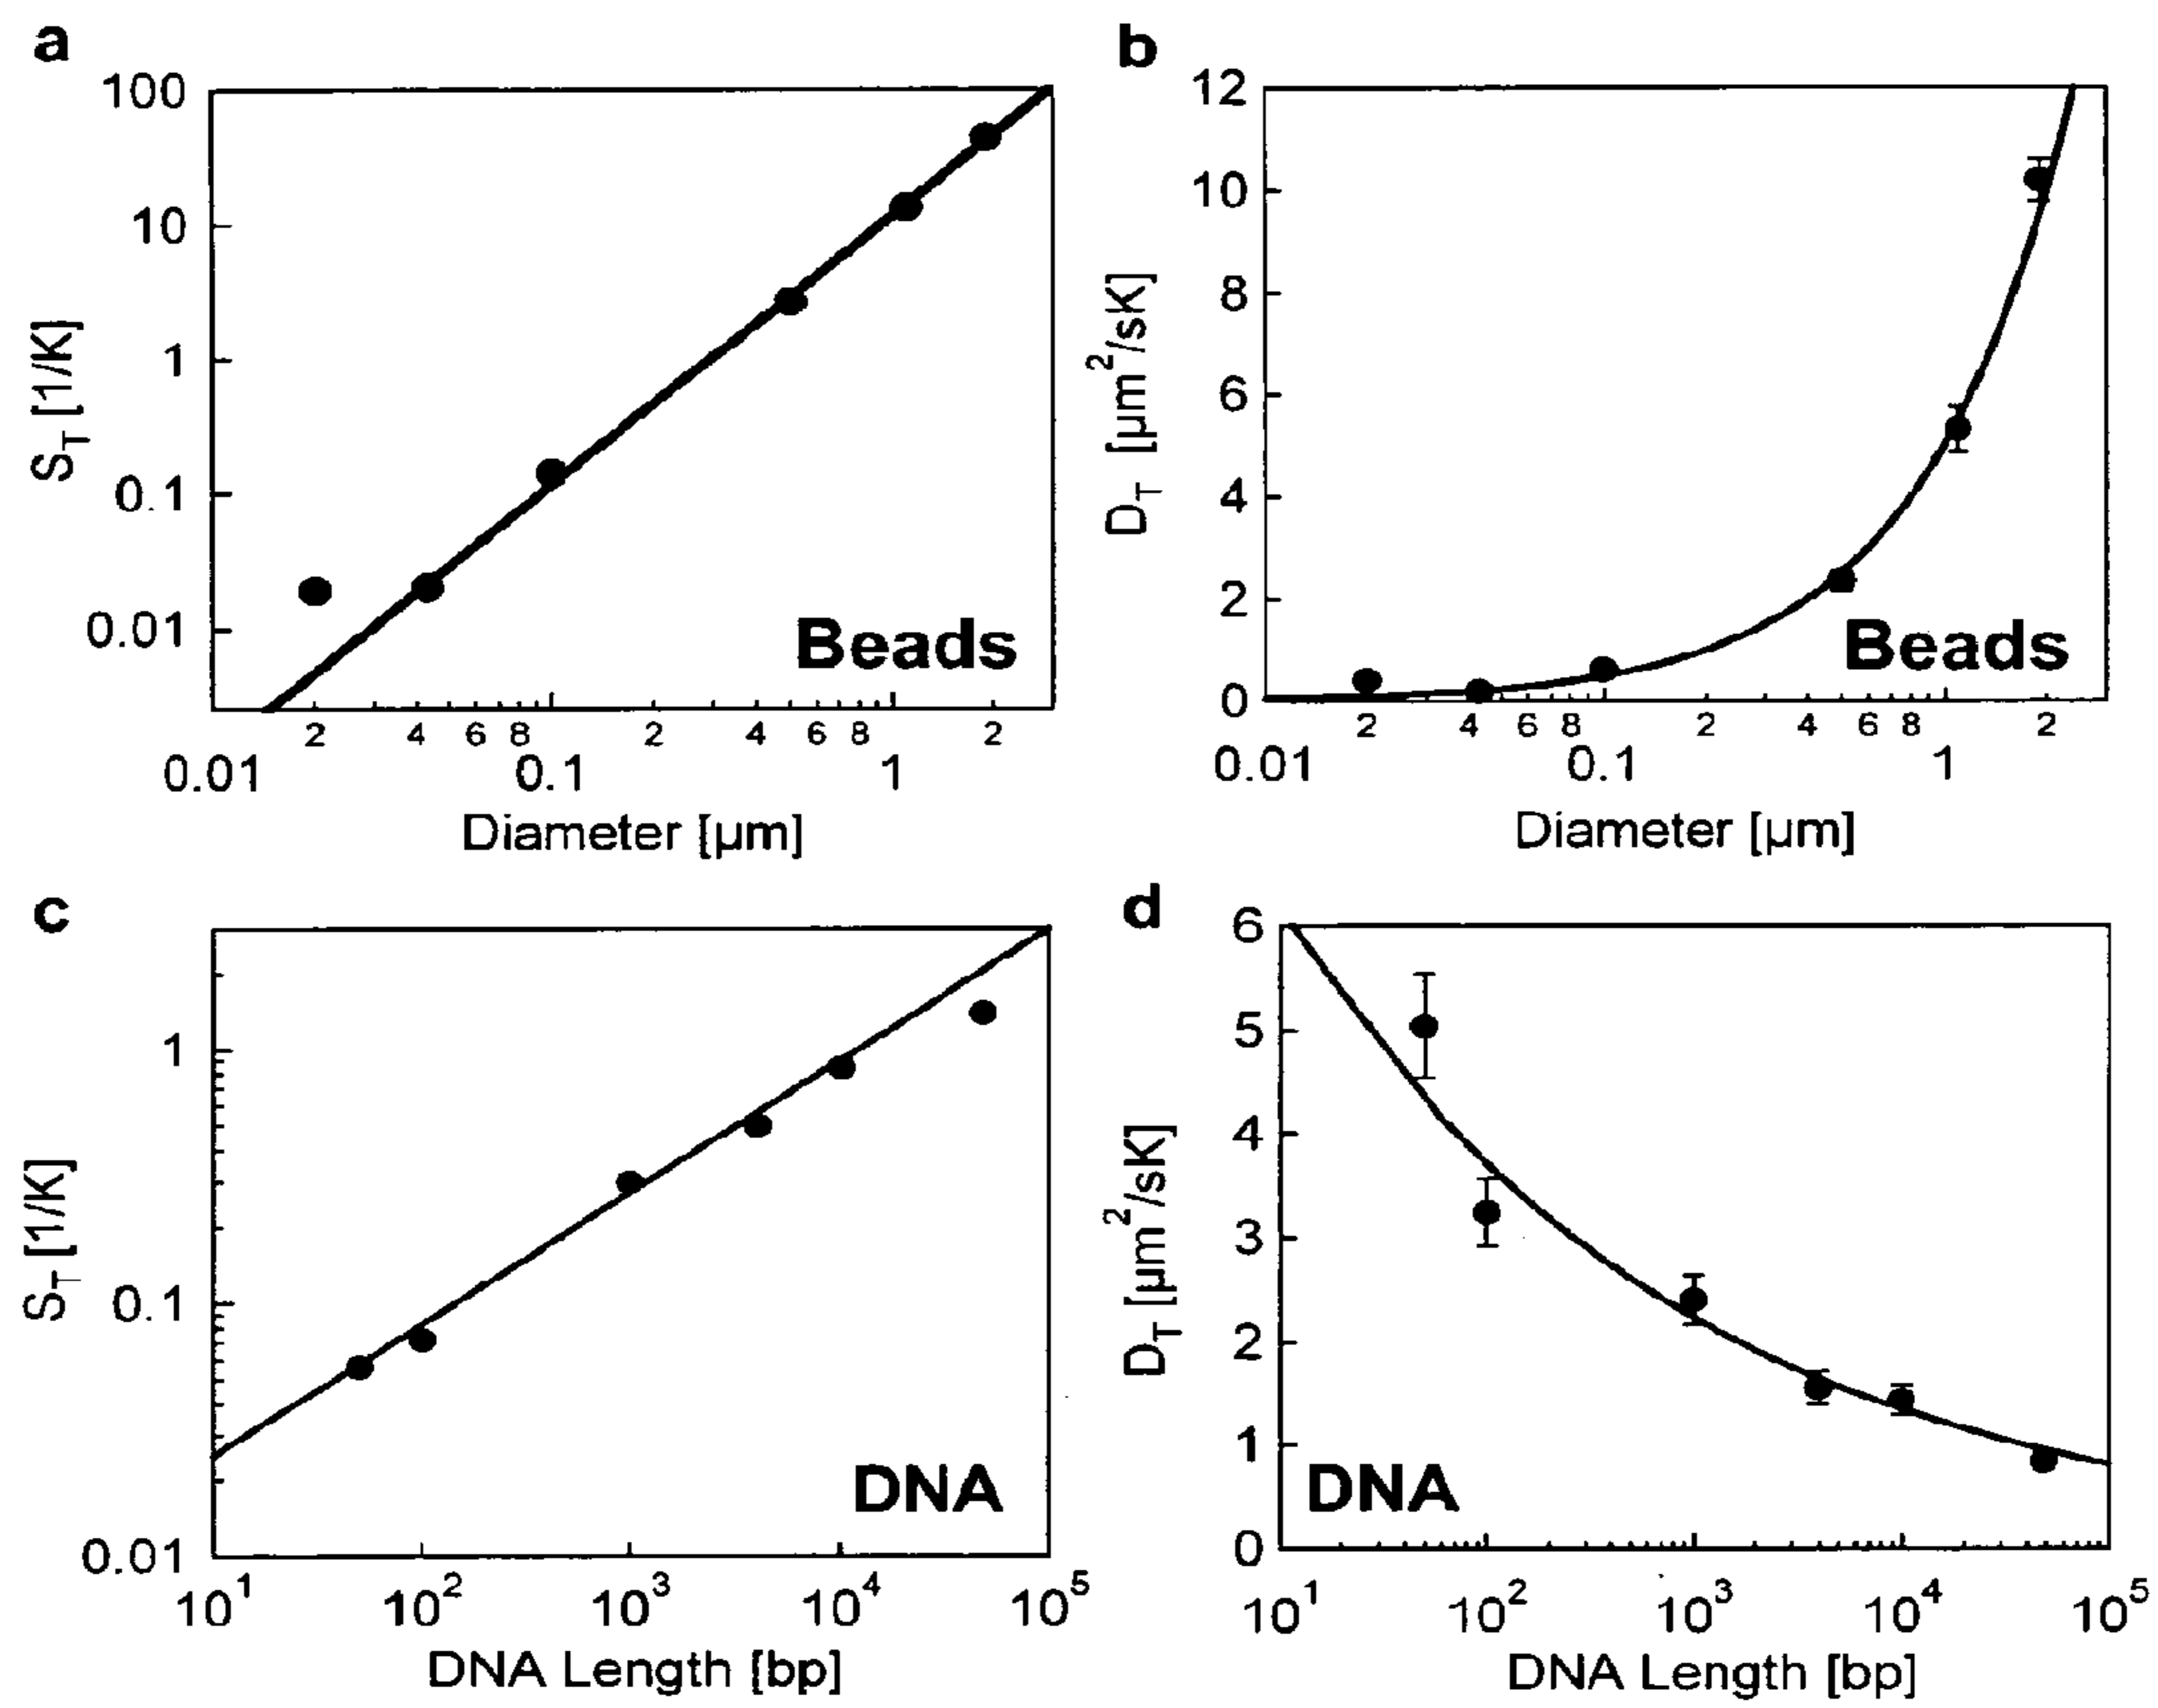 a
100
10
1
0.1
0.01
S_T [1/K]
Beads
2 4 6 8 2 4 6 8 2
0.01 0.1 1
Diameter [µm]
b
12
10
8
6
4
2
0
D_T [µm²/sK]
Beads
2 4 6 8 2 4 6 8 2
0.01 0.1 1
Diameter [µm]
c
1
0.1
0.01
S_T [1/K]
DNA
10¹ 10² 10³ 10⁴ 10⁵
DNA Length [bp]
d
6
5
4
3
2
1
0
D_T [µm²/sK]
DNA
10¹ 10² 10³ 10⁴ 10⁵
DNA Length [bp]